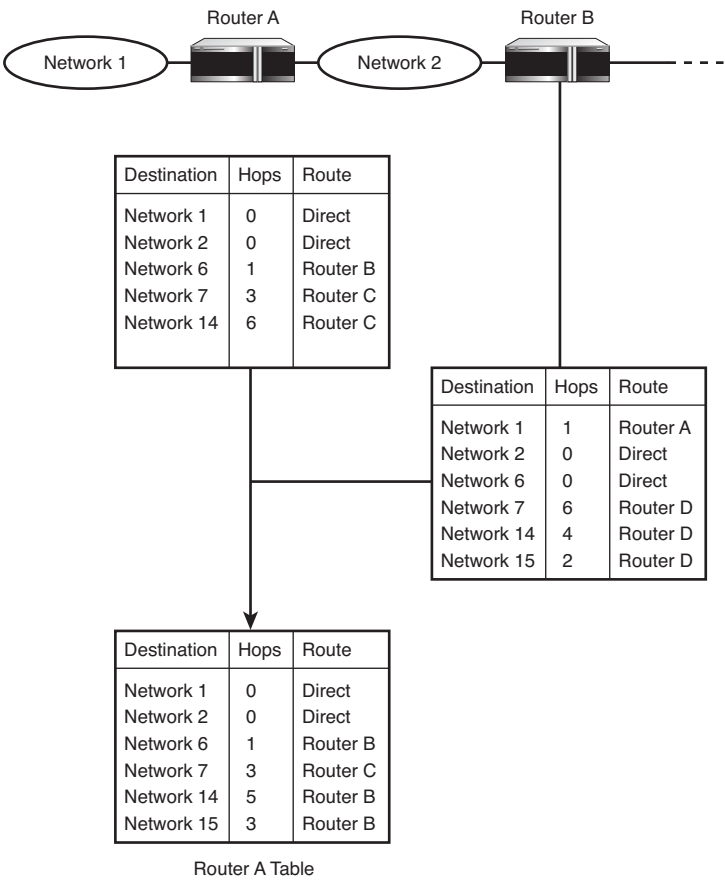 Router A
Router B
Network 1
Network 2
Destination Hops Route
Network 1 0 Direct
Network 2 0 Direct
Network 6 1 Router B
Network 7 3 Router C
Network 14 6 Router C
Destination Hops Route
Network 1 1 Router A
Network 2 0 Direct
Network 6 0 Direct
Network 7 6 Router D
Network 14 4 Router D
Network 15 2 Router D
Destination Hops Route
Network 1 0 Direct
Network 2 0 Direct
Network 6 1 Router B
Network 7 3 Router C
Network 14 5 Router B
Network 15 3 Router B
Router A Table